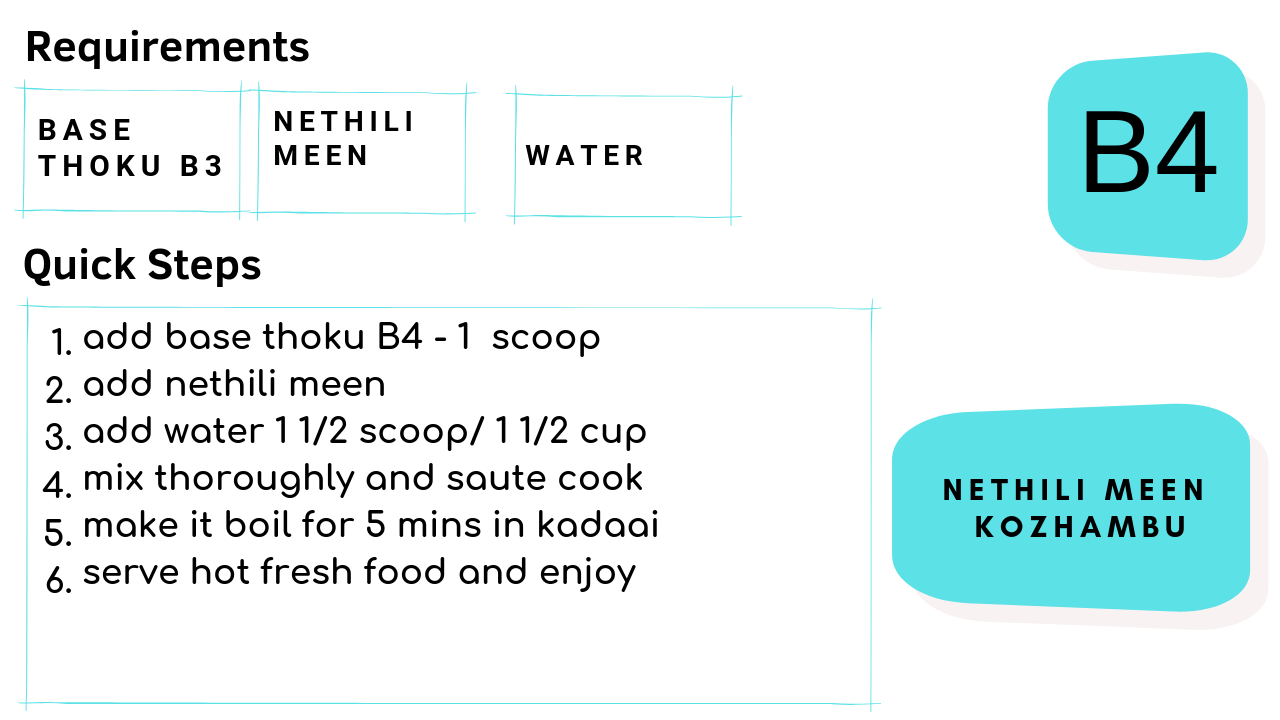 Requirements
BASE
THOKU B3
NETHILI
MEEN
WATER
B4
Quick Steps
1. add base thoku B4 - 1 scoop
2. add nethili meen
3. add water 1 1/2 scoop/ 1 1/2 cup
4. mix thoroughly and saute cook
5. make it boil for 5 mins in kadaai
6. serve hot fresh food and enjoy
NETHILI MEEN
KOZHAMBU